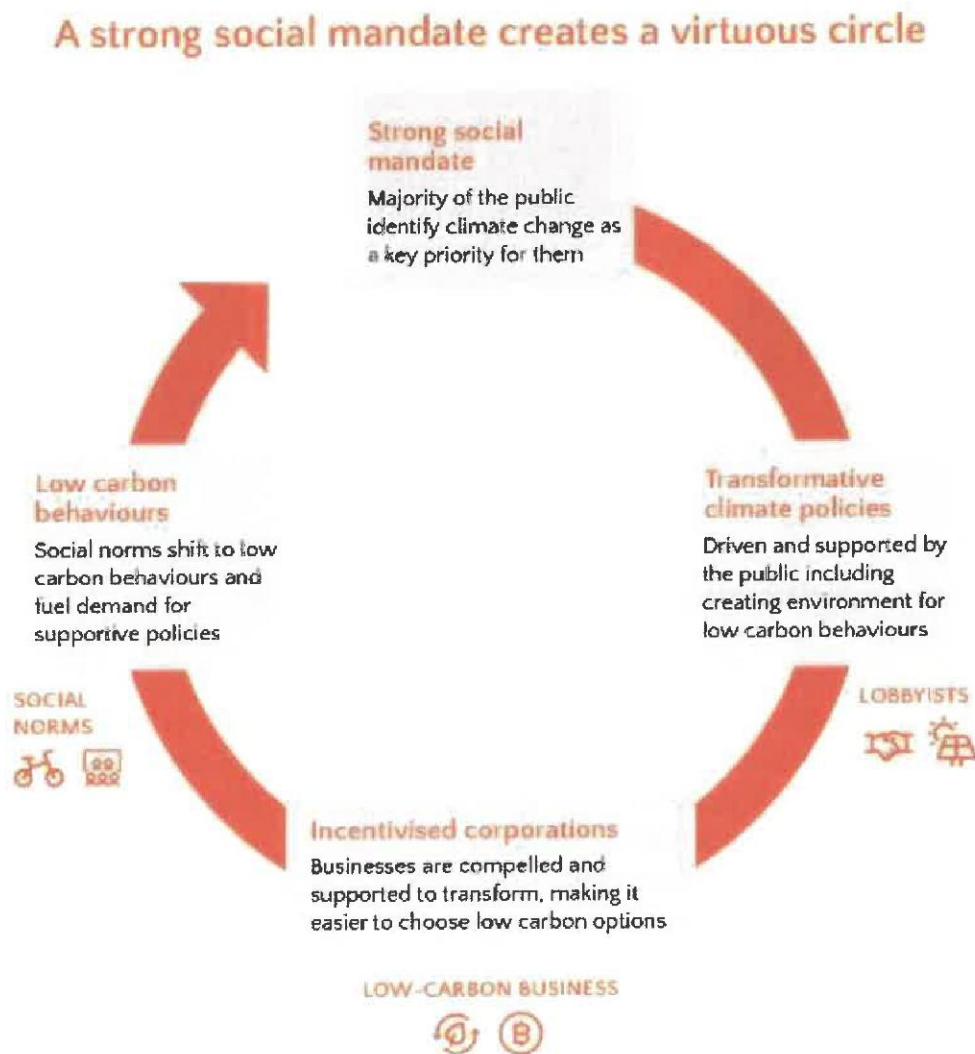 A strong social mandate creates a virtuous circle
Strong social
mandate
Majority of the public
identify climate change as
a key priority for them
Transformative
climate policies
Driven and supported by
the public including
creating environment for
low carbon behaviours
LOBBYISTS
Incentivised corporations
Businesses are compelled and
supported to transform, making it
easier to choose low carbon options
LOW-CARBON BUSINESS
B
Low carbon
behaviours
Social norms shift to low
carbon behaviours and
fuel demand for
supportive policies
SOCIAL
NORMS